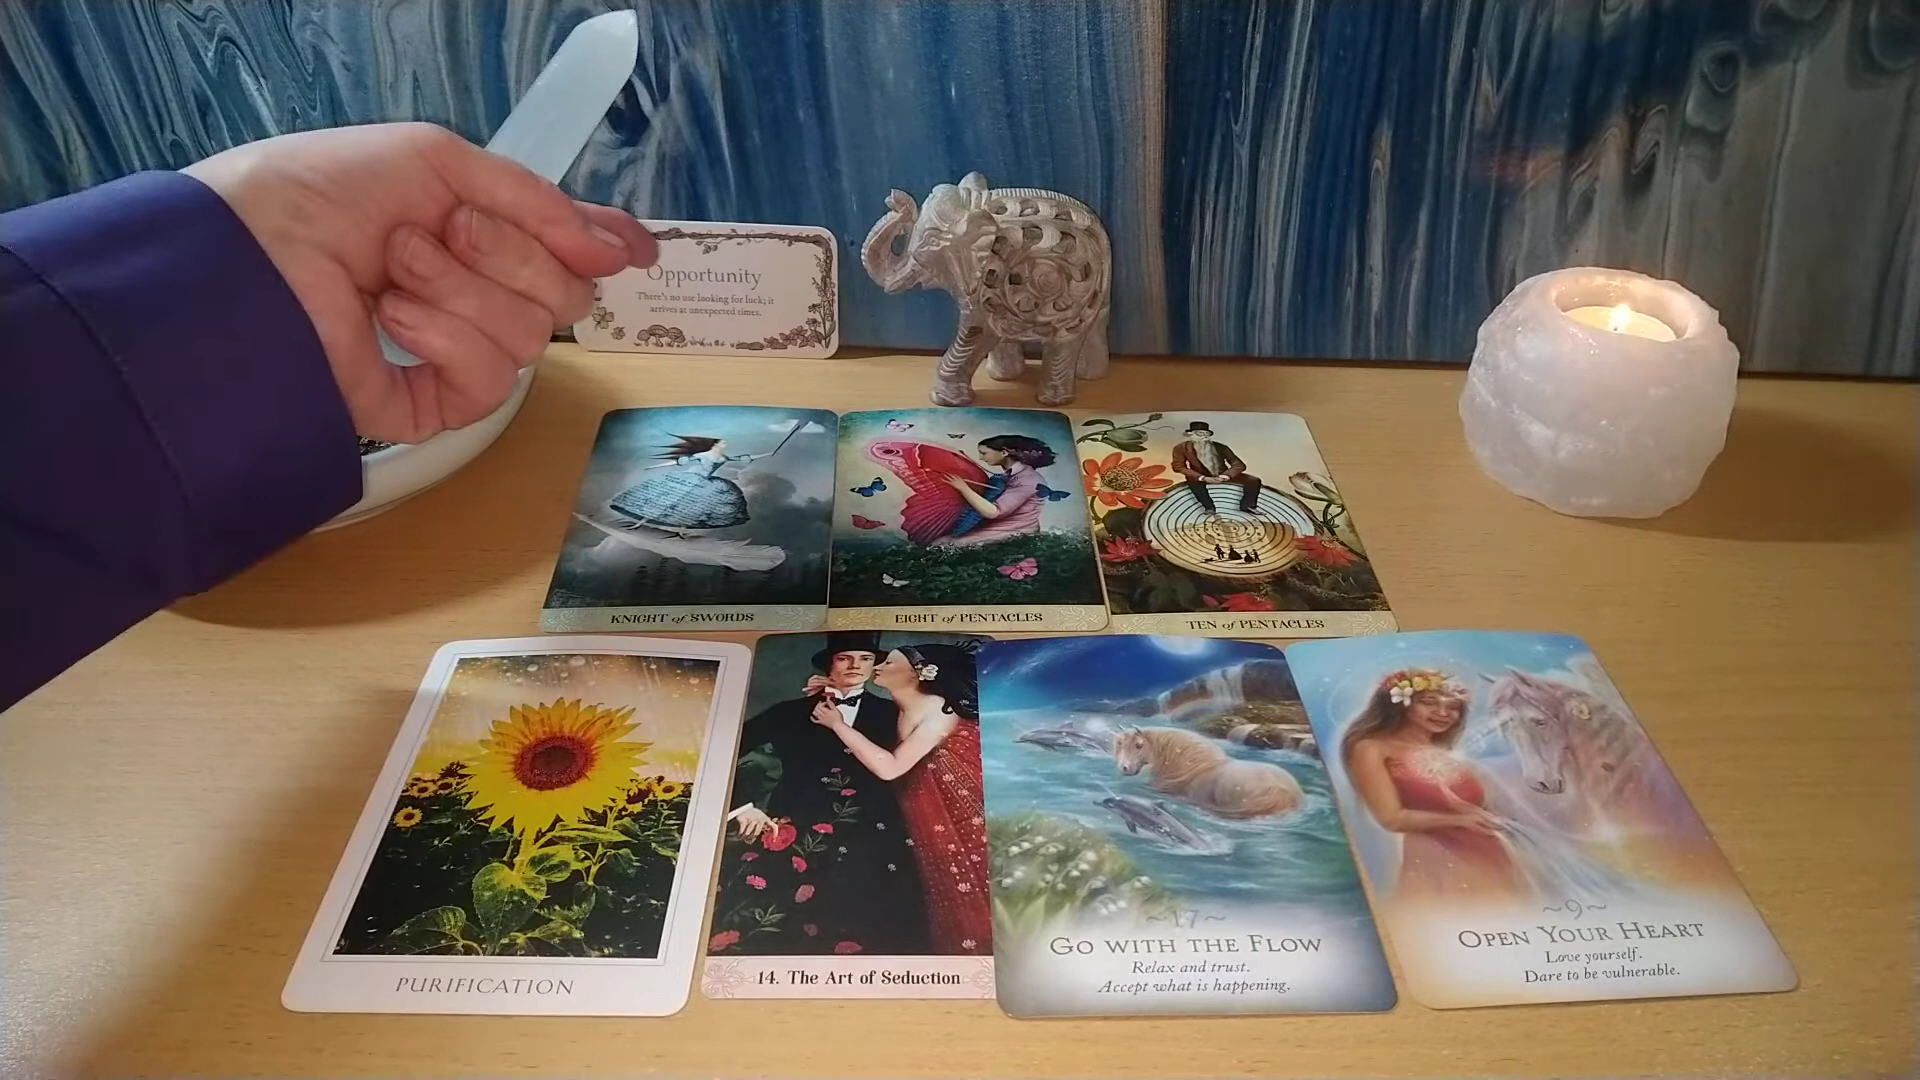 Opportunity
There's no use looking for luck; it
arrives at unexpected times.
KNIGHT of SWORDS
EIGHT of PENTACLES
TEN of PENTACLES
PURIFICATION
14. The Art of Seduction
~17~
GO WITH THE FLOW
Relax and trust.
Accept what is happening.
~9~
OPEN YOUR HEART
Love yourself.
Dare to be vulnerable.